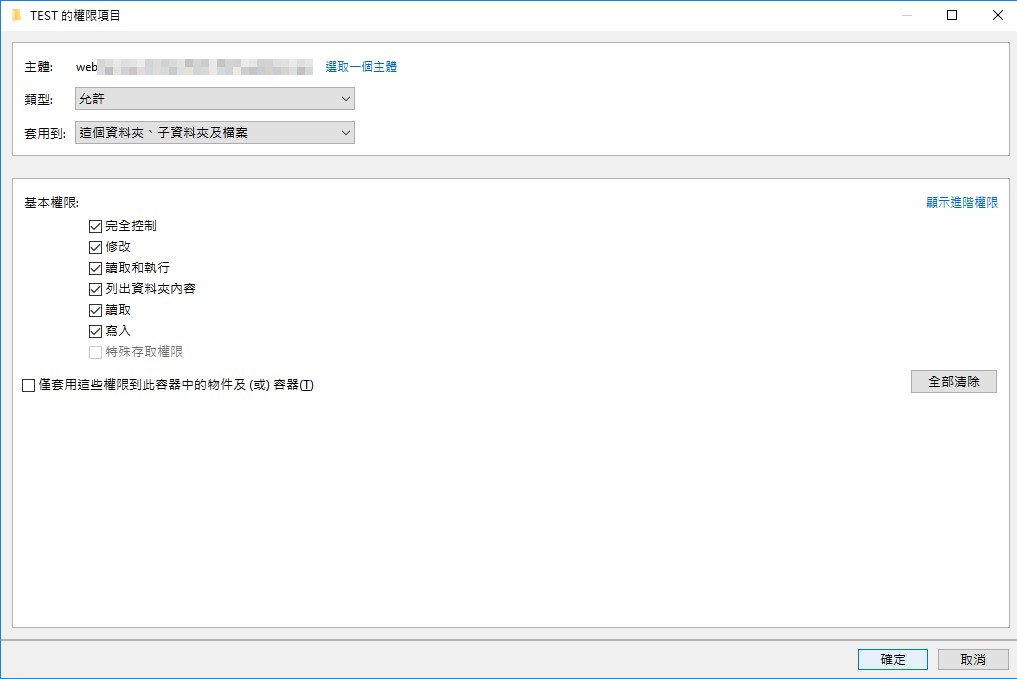 TEST 的權限項目
主體: web 選取一個主體
類型: 允許
套用到: 這個資料夾、子資料夾及檔案
基本權限: 顯示進階權限
完全控制
修改
讀取和執行
列出資料夾內容
讀取
寫入
特殊存取權限
僅套用這些權限到此容器中的物件及 (或) 容器(T)
全部清除
確定 取消